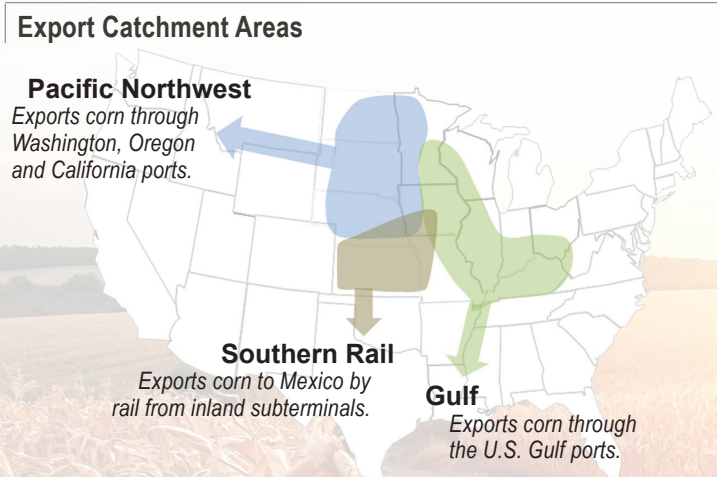 Export Catchment Areas
Pacific Northwest
Exports corn through
Washington, Oregon
and California ports.
Southern Rail
Exports corn to Mexico by
rail from inland subterminals.
Gulf
Exports corn through
the U.S. Gulf ports.